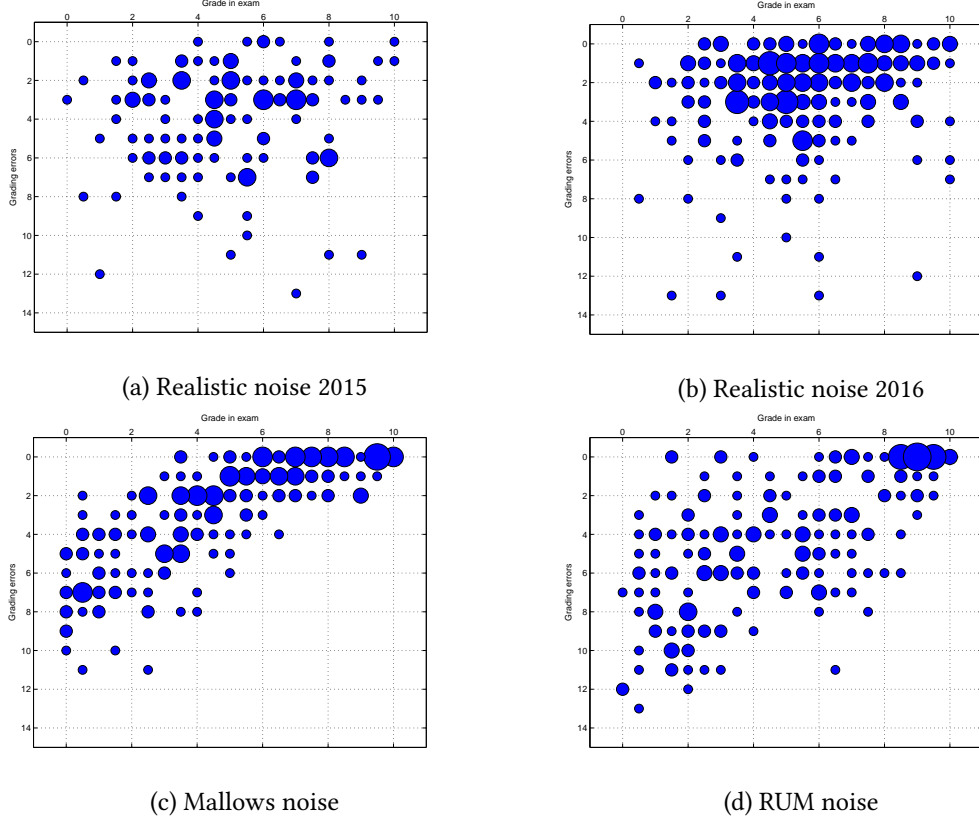 Grade in exam
0 2 4 6 8 10
0
2
4
6
8
10
12
14
Grading errors
(a) Realistic noise 2015
Grade in exam
0 2 4 6 8 10
0
2
4
6
8
10
12
14
Grading errors
(b) Realistic noise 2016
Grade in exam
0 2 4 6 8 10
0
2
4
6
8
10
12
14
Grading errors
(c) Mallows noise
Grade in exam
0 2 4 6 8 10
0
2
4
6
8
10
12
14
Grading errors
(d) RUM noise